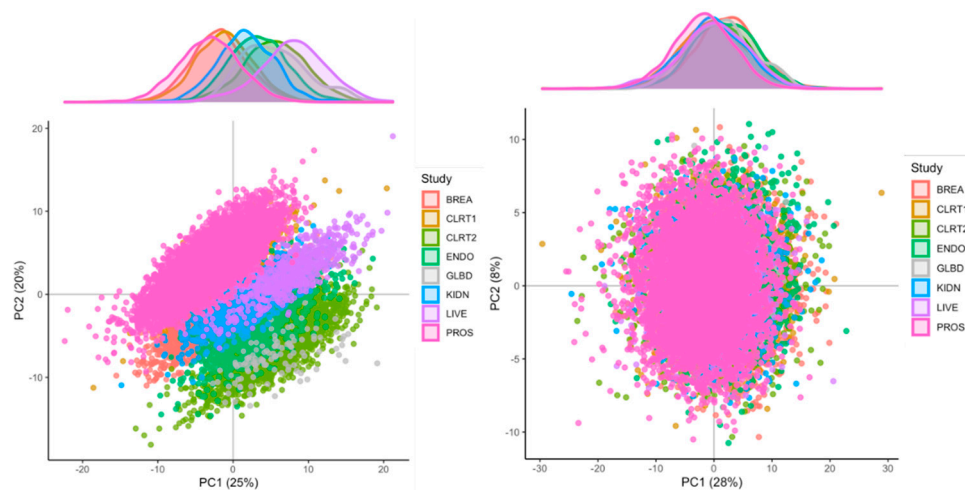 20
10
0
-10
PC2 (20%)
-20
-10
0
10
20
PC1 (25%)
Study
BREA
CLRT1
CLRT2
ENDO
GLBD
KIDN
LIVE
PROS
10
5
0
-5
-10
PC2 (8%)
-30
-20
-10
0
10
20
30
PC1 (28%)
Study
BREA
CLRT1
CLRT2
ENDO
GLBD
KIDN
LIVE
PROS